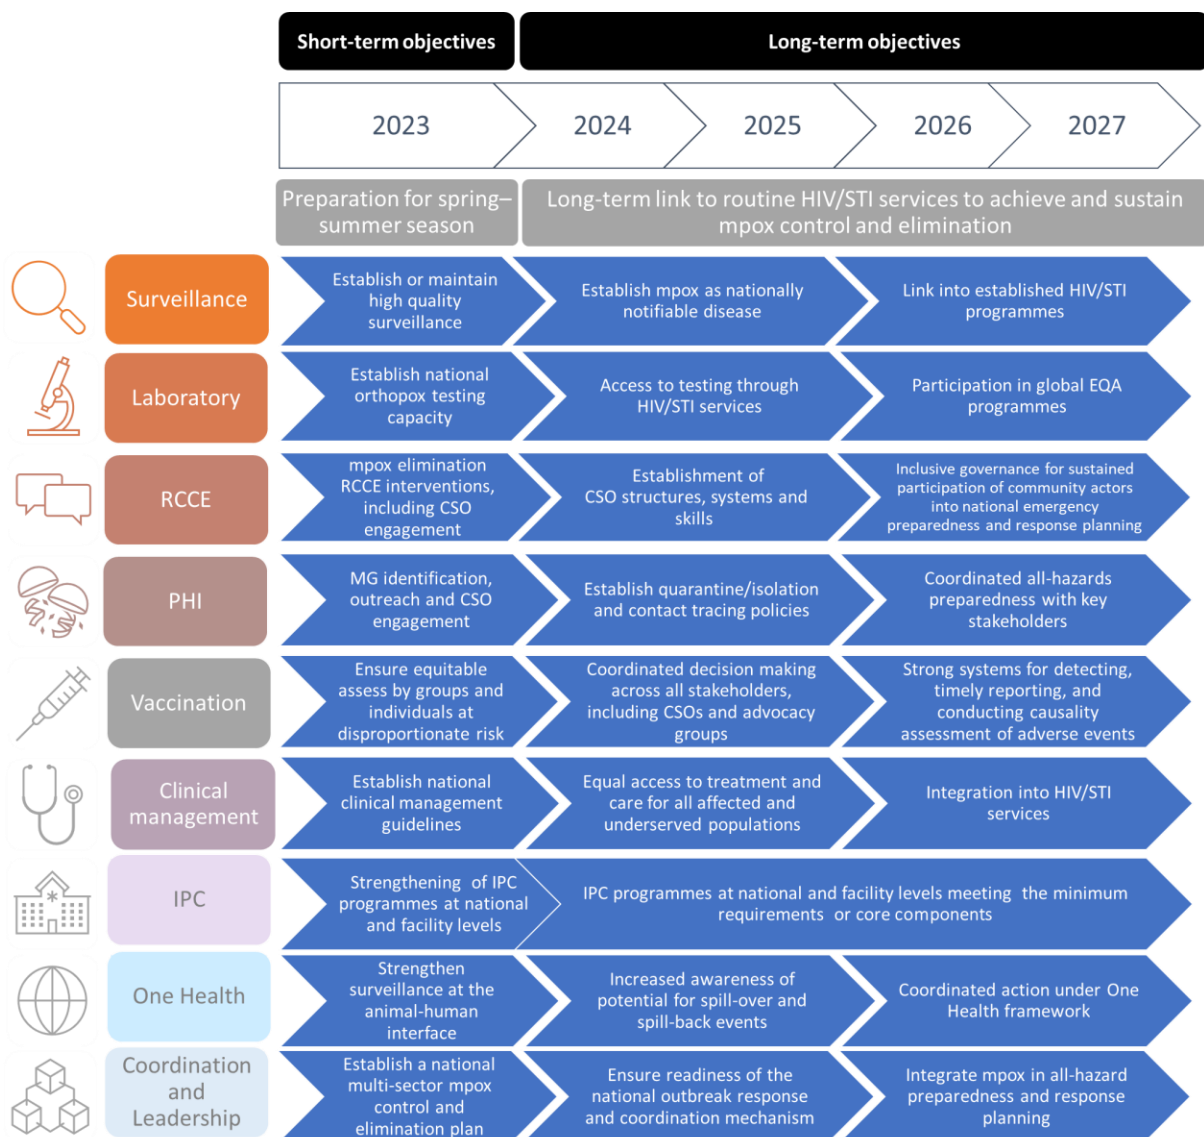 Short-term objectives
Long-term objectives
2023
2024
2025
2026
2027
Preparation for spring–
summer season
Long-term link to routine HIV/STI services to achieve and sustain
mpox control and elimination
Surveillance
Establish or maintain
high quality
surveillance
Establish mpox as nationally
notifiable disease
Link into established HIV/STI
programmes
Laboratory
Establish national
orthopox testing
capacity
Access to testing through
HIV/STI services
Participation in global EQA
programmes
RCCE
mpox elimination
RCCE interventions,
including CSO
engagement
Establishment of
CSO structures, systems and
skills
Inclusive governance for sustained
participation of community actors
into national emergency
preparedness and response planning
PHI
MG identification,
outreach and CSO
engagement
Establish quarantine/isolation
and contact tracing policies
Coordinated all-hazards
preparedness with key
stakeholders
Vaccination
Ensure equitable
assess by groups and
individuals at
disproportionate risk
Coordinated decision making
across all stakeholders,
including CSOs and advocacy
groups
Strong systems for detecting,
timely reporting, and
conducting causality
assessment of adverse events
Clinical
management
Establish national
clinical management
guidelines
Equal access to treatment and
care for all affected and
underserved populations
Integration into HIV/STI
services
IPC
Strengthening of IPC
programmes at national
and facility levels
IPC programmes at national and facility levels meeting the minimum
requirements or core components
One Health
Strengthen
surveillance at the
animal-human
interface
Increased awareness of
potential for spill-over and
spill-back events
Coordinated action under One
Health framework
Coordination
and
Leadership
Establish a national
multi-sector mpox
control and
elimination plan
Ensure readiness of the
national outbreak response
and coordination mechanism
Integrate mpox in all-hazard
preparedness and response
planning